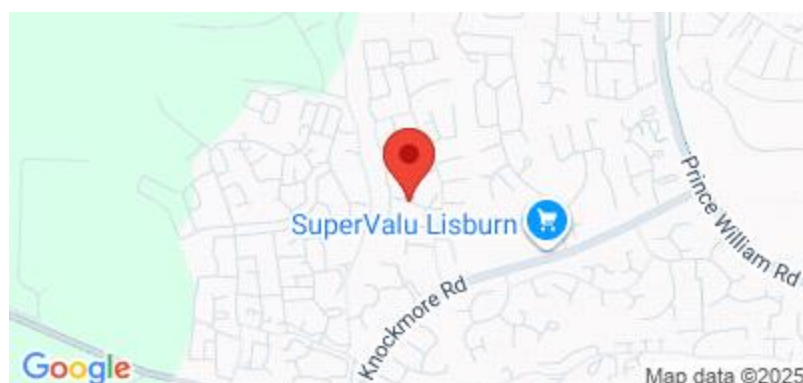 SuperValu Lisburn
Prince William Rd
Knockmore Rd
Google
Map data ©2025